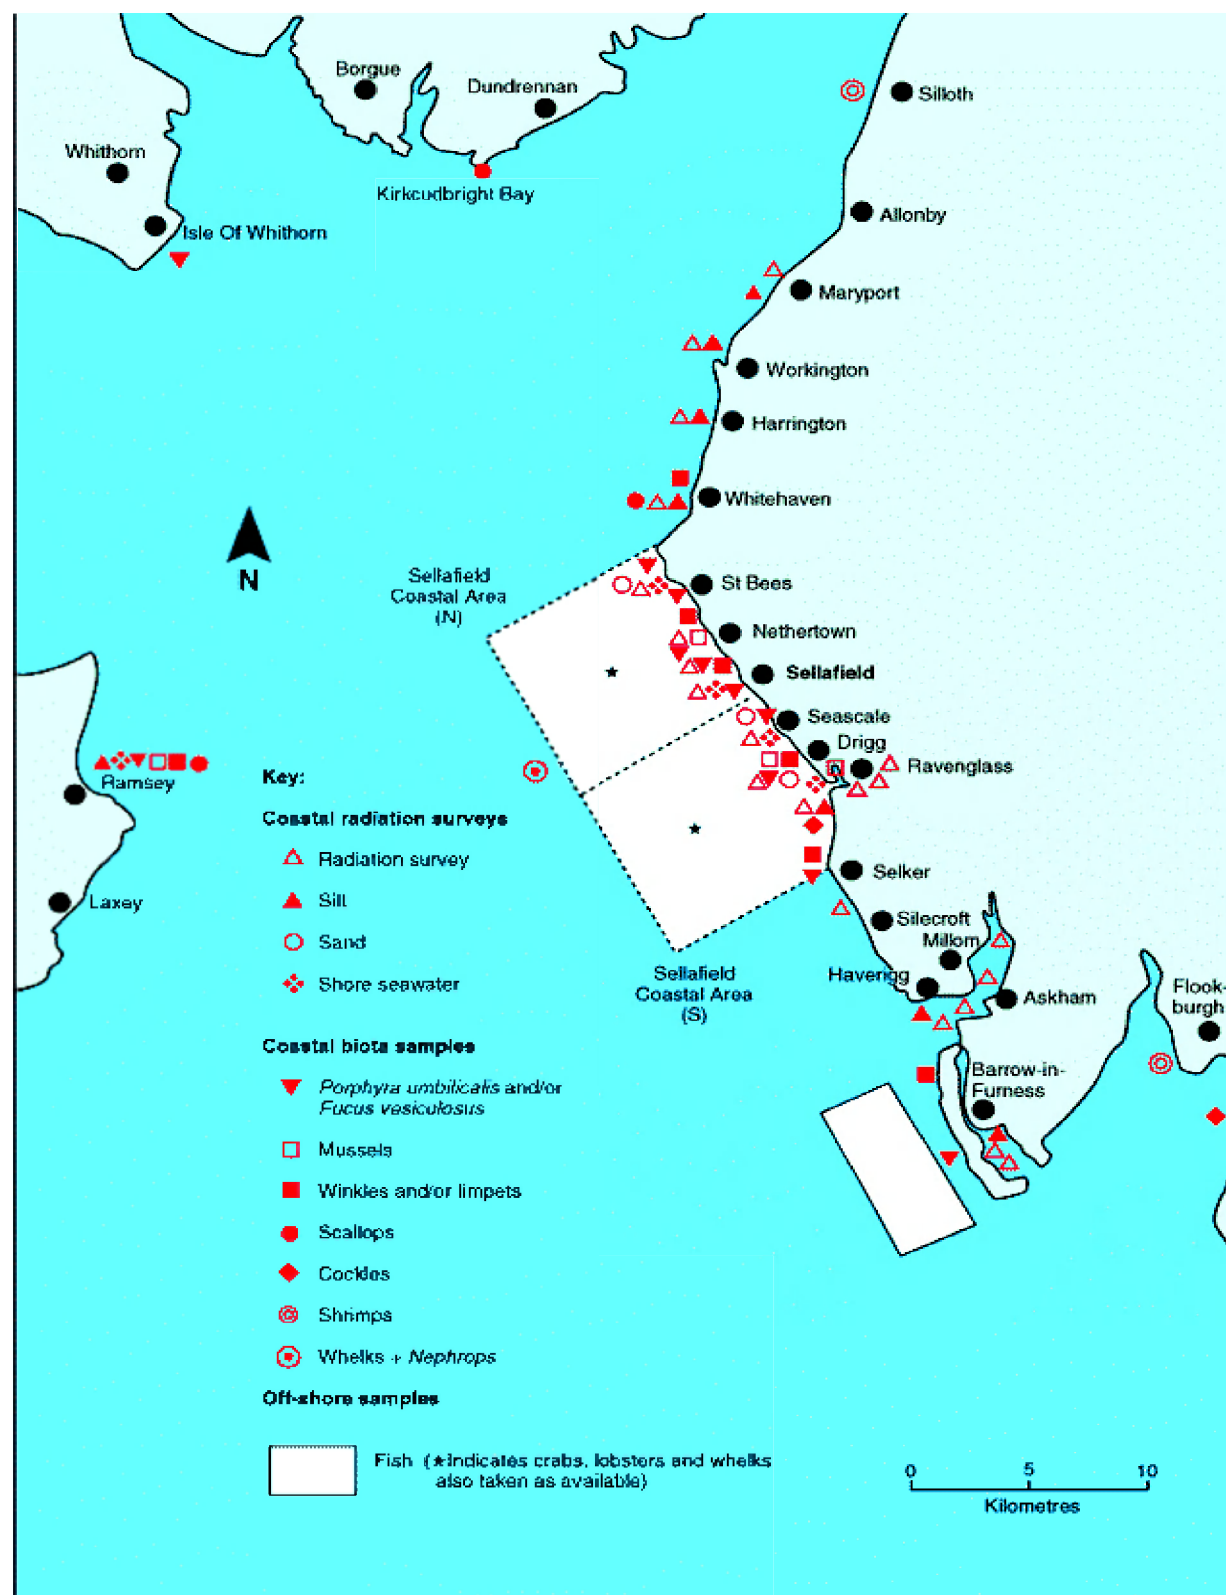 Borgue
Dundrennan
Silloth
Whithorn
Kirkcudbright Bay
Isle Of Whithorn
Allonby
Maryport
Workington
Harrington
Whitehaven
N
Sellafield
Coastal Area
(N)
St Bees
Nethertown
Sellafield
Seascale
Drigg
Ravenglass
Ramsey
Laxey
Selker
Silecroft
Millom
Haverigg
Askham
Flook-
burgh
Sellafield
Coastal Area
(S)
Barrow-in-
Furness
Key:
Coastal radiation surveys
Radiation survey
Silt
Sand
Shore seawater
Coastal biota samples
Porphyra umbilicalis and/or
Fucus vesiculosus
Mussels
Winkles and/or limpets
Scallops
Cockles
Shrimps
Whelks + Nephrops
Off-shore samples
Fish (★Indicates crabs, lobsters and whelks
also taken as available)
0 5 10
Kilometres